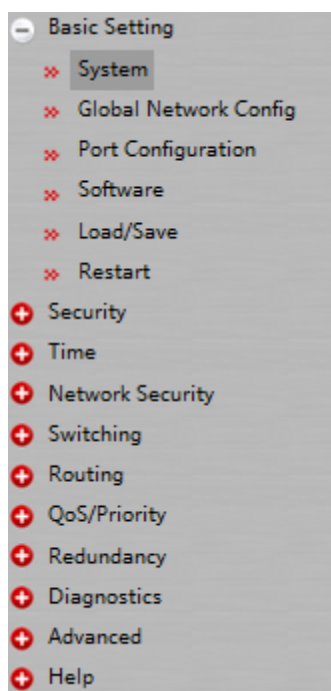 Basic Setting
System
Global Network Config
Port Configuration
Software
Load/Save
Restart
Security
Time
Network Security
Switching
Routing
QoS/Priority
Redundancy
Diagnostics
Advanced
Help